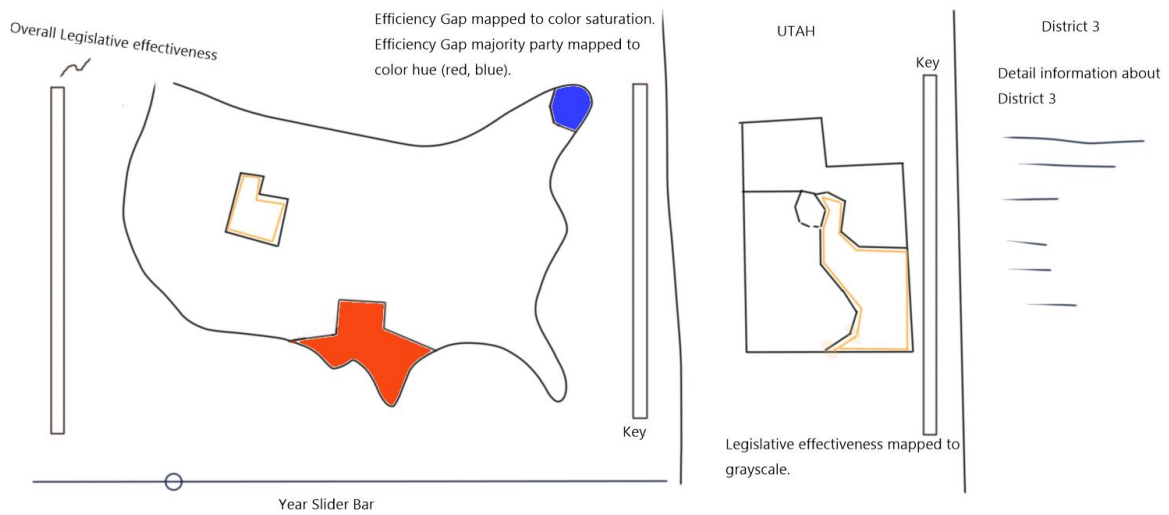 Overall Legislative effectiveness
Efficiency Gap mapped to color saturation.
Efficiency Gap majority party mapped to
color hue (red, blue).
Key
Year Slider Bar
UTAH
Key
Legislative effectiveness mapped to
grayscale.
District 3
Detail information about
District 3